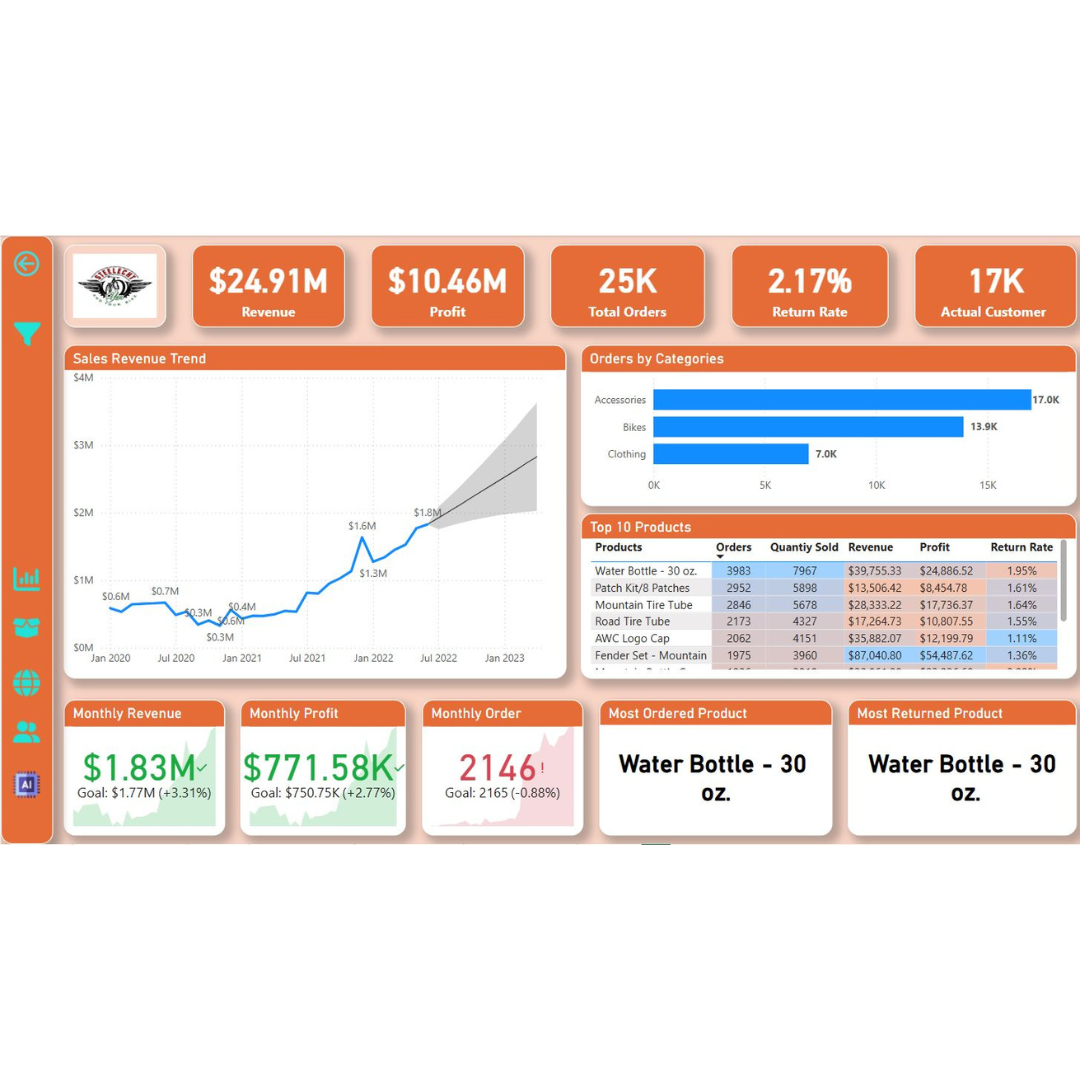 STEELECHT
$24.91M
Revenue
$10.46M
Profit
25K
Total Orders
2.17%
Return Rate
17K
Actual Customer
Sales Revenue Trend
$4M
$3M
$2M
$1M
$0M
$0.6M
$0.7M
$0.3M
$0.4M
$0.6M
$0.3M
$1.6M
$1.3M
$1.8M
Jan 2020 Jul 2020 Jan 2021 Jul 2021 Jan 2022 Jul 2022 Jan 2023
Orders by Categories
Accessories 17.0K
Bikes 13.9K
Clothing 7.0K
0K 5K 10K 15K
Top 10 Products
Products Orders Quantiy Sold Revenue Profit Return Rate
Water Bottle - 30 oz. 3983 7967 $39,755.33 $24,886.52 1.95%
Patch Kit/8 Patches 2952 5898 $13,506.42 $8,454.78 1.61%
Mountain Tire Tube 2846 5678 $28,333.22 $17,736.37 1.64%
Road Tire Tube 2173 4327 $17,264.73 $10,807.55 1.55%
AWC Logo Cap 2062 4151 $35,882.07 $12,199.79 1.11%
Fender Set - Mountain 1975 3960 $87,040.80 $54,487.62 1.36%
Monthly Revenue
$1.83M
Goal: $1.77M (+3.31%)
Monthly Profit
$771.58K
Goal: $750.75K (+2.77%)
Monthly Order
2146!
Goal: 2165 (-0.88%)
Most Ordered Product
Water Bottle - 30
oz.
Most Returned Product
Water Bottle - 30
oz.
AI